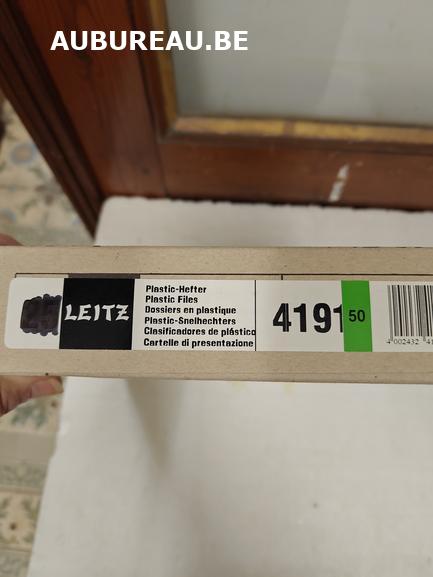 AUBUREAU.BE
LEITZ
Plastic-Hefter
Plastic Files
Dossiers en plastique
Plastic-Snelhechters
Clasificadores de plástico
Cartelle di presentazione
4191
50
4 002432 41